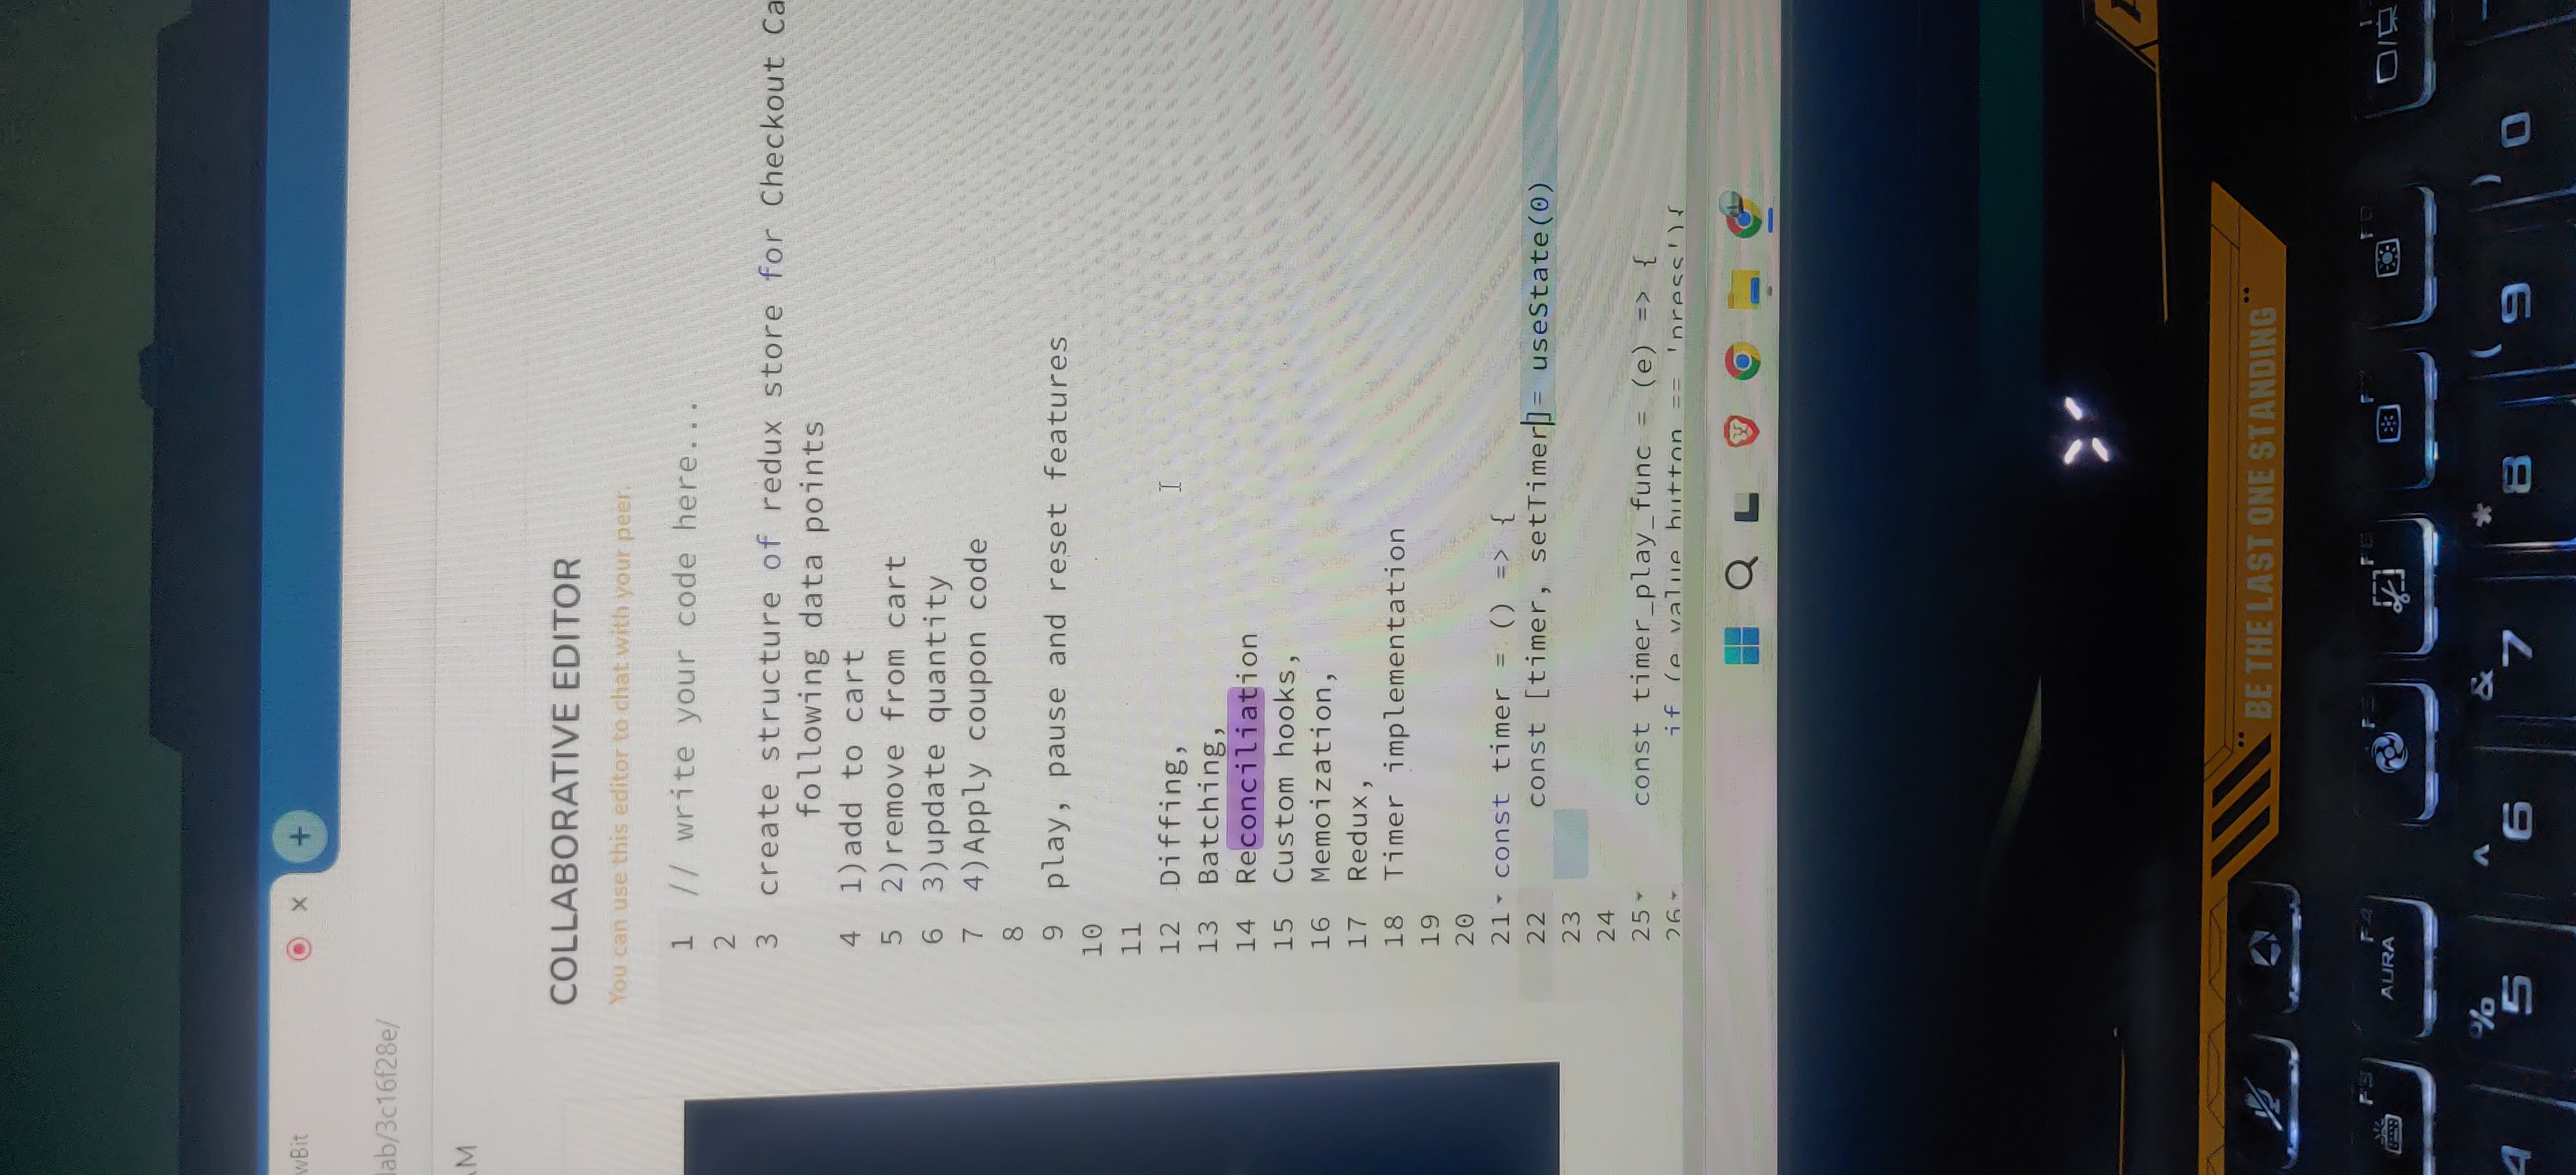 wBit
lab/3c16f28e/
AM
COLLABORATIVE EDITOR
You can use this editor to chat with your peer.
1 // write your code here...
2
3 create structure of redux store for Checkout Ca
following data points
4 1)add to cart
5 2)remove from cart
6 3)update quantity
7 4)Apply coupon code
8
9 play, pause and reset features
10
11
12 Diffing,
13 Batching,
14 Reconciliation
15 Custom hooks,
16 Memoization,
17 Redux,
18 Timer implementation
19
20
21 const timer = () => {
22 const [timer, setTimer]= useState(0)
23
24
25 const timer_play_func = (e) => {
26 if (e value button == 'press'){
"BE THE LAST ONE STANDING"
F3 F4 F5 F6 F7 F8
AURA
% ^ & * ( )
4 5 6 7 8 9 0